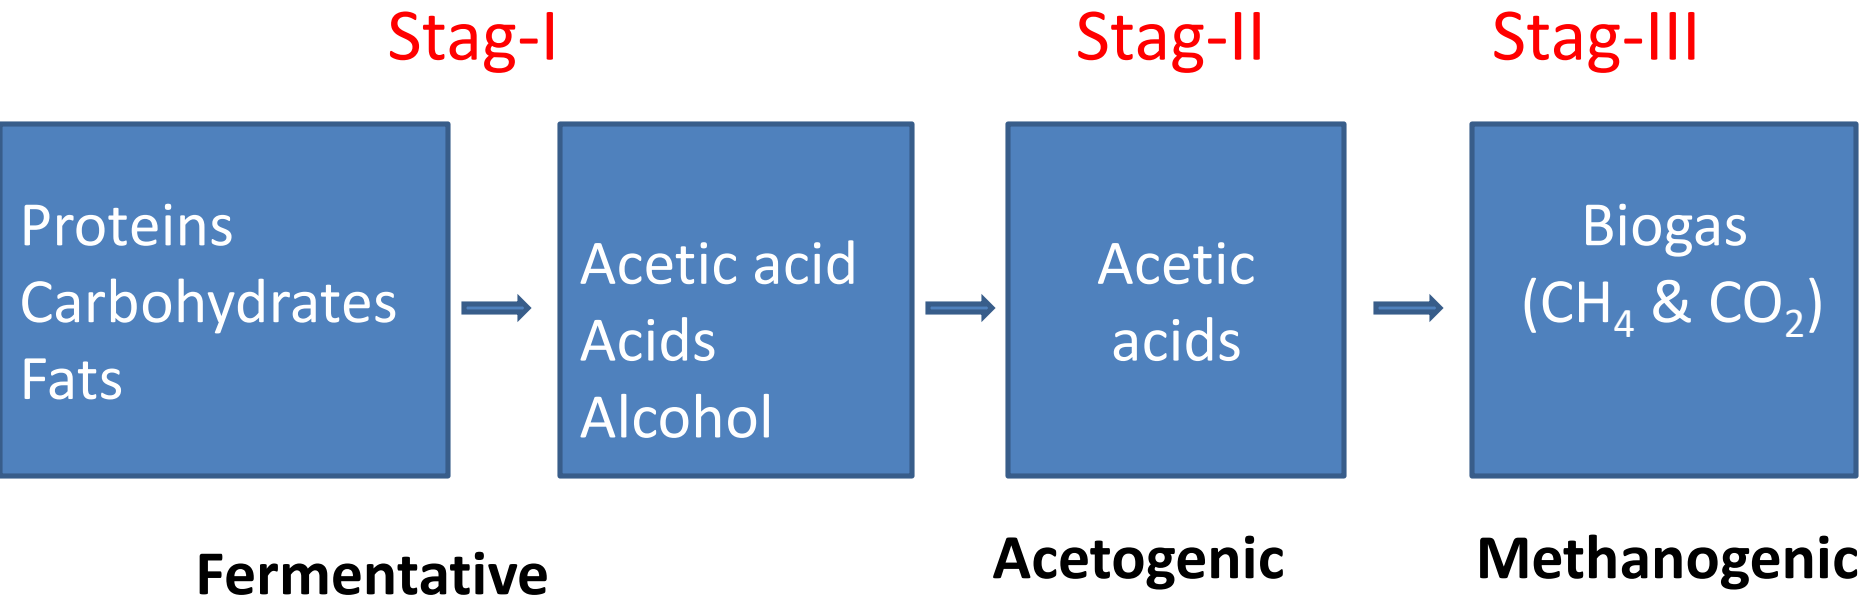 Stag-I
Stag-II
Stag-III
Proteins
Carbohydrates
Fats
Acetic acid
Acids
Alcohol
Acetic
acids
Biogas
(CH₄ & CO₂)
Fermentative
Acetogenic
Methanogenic